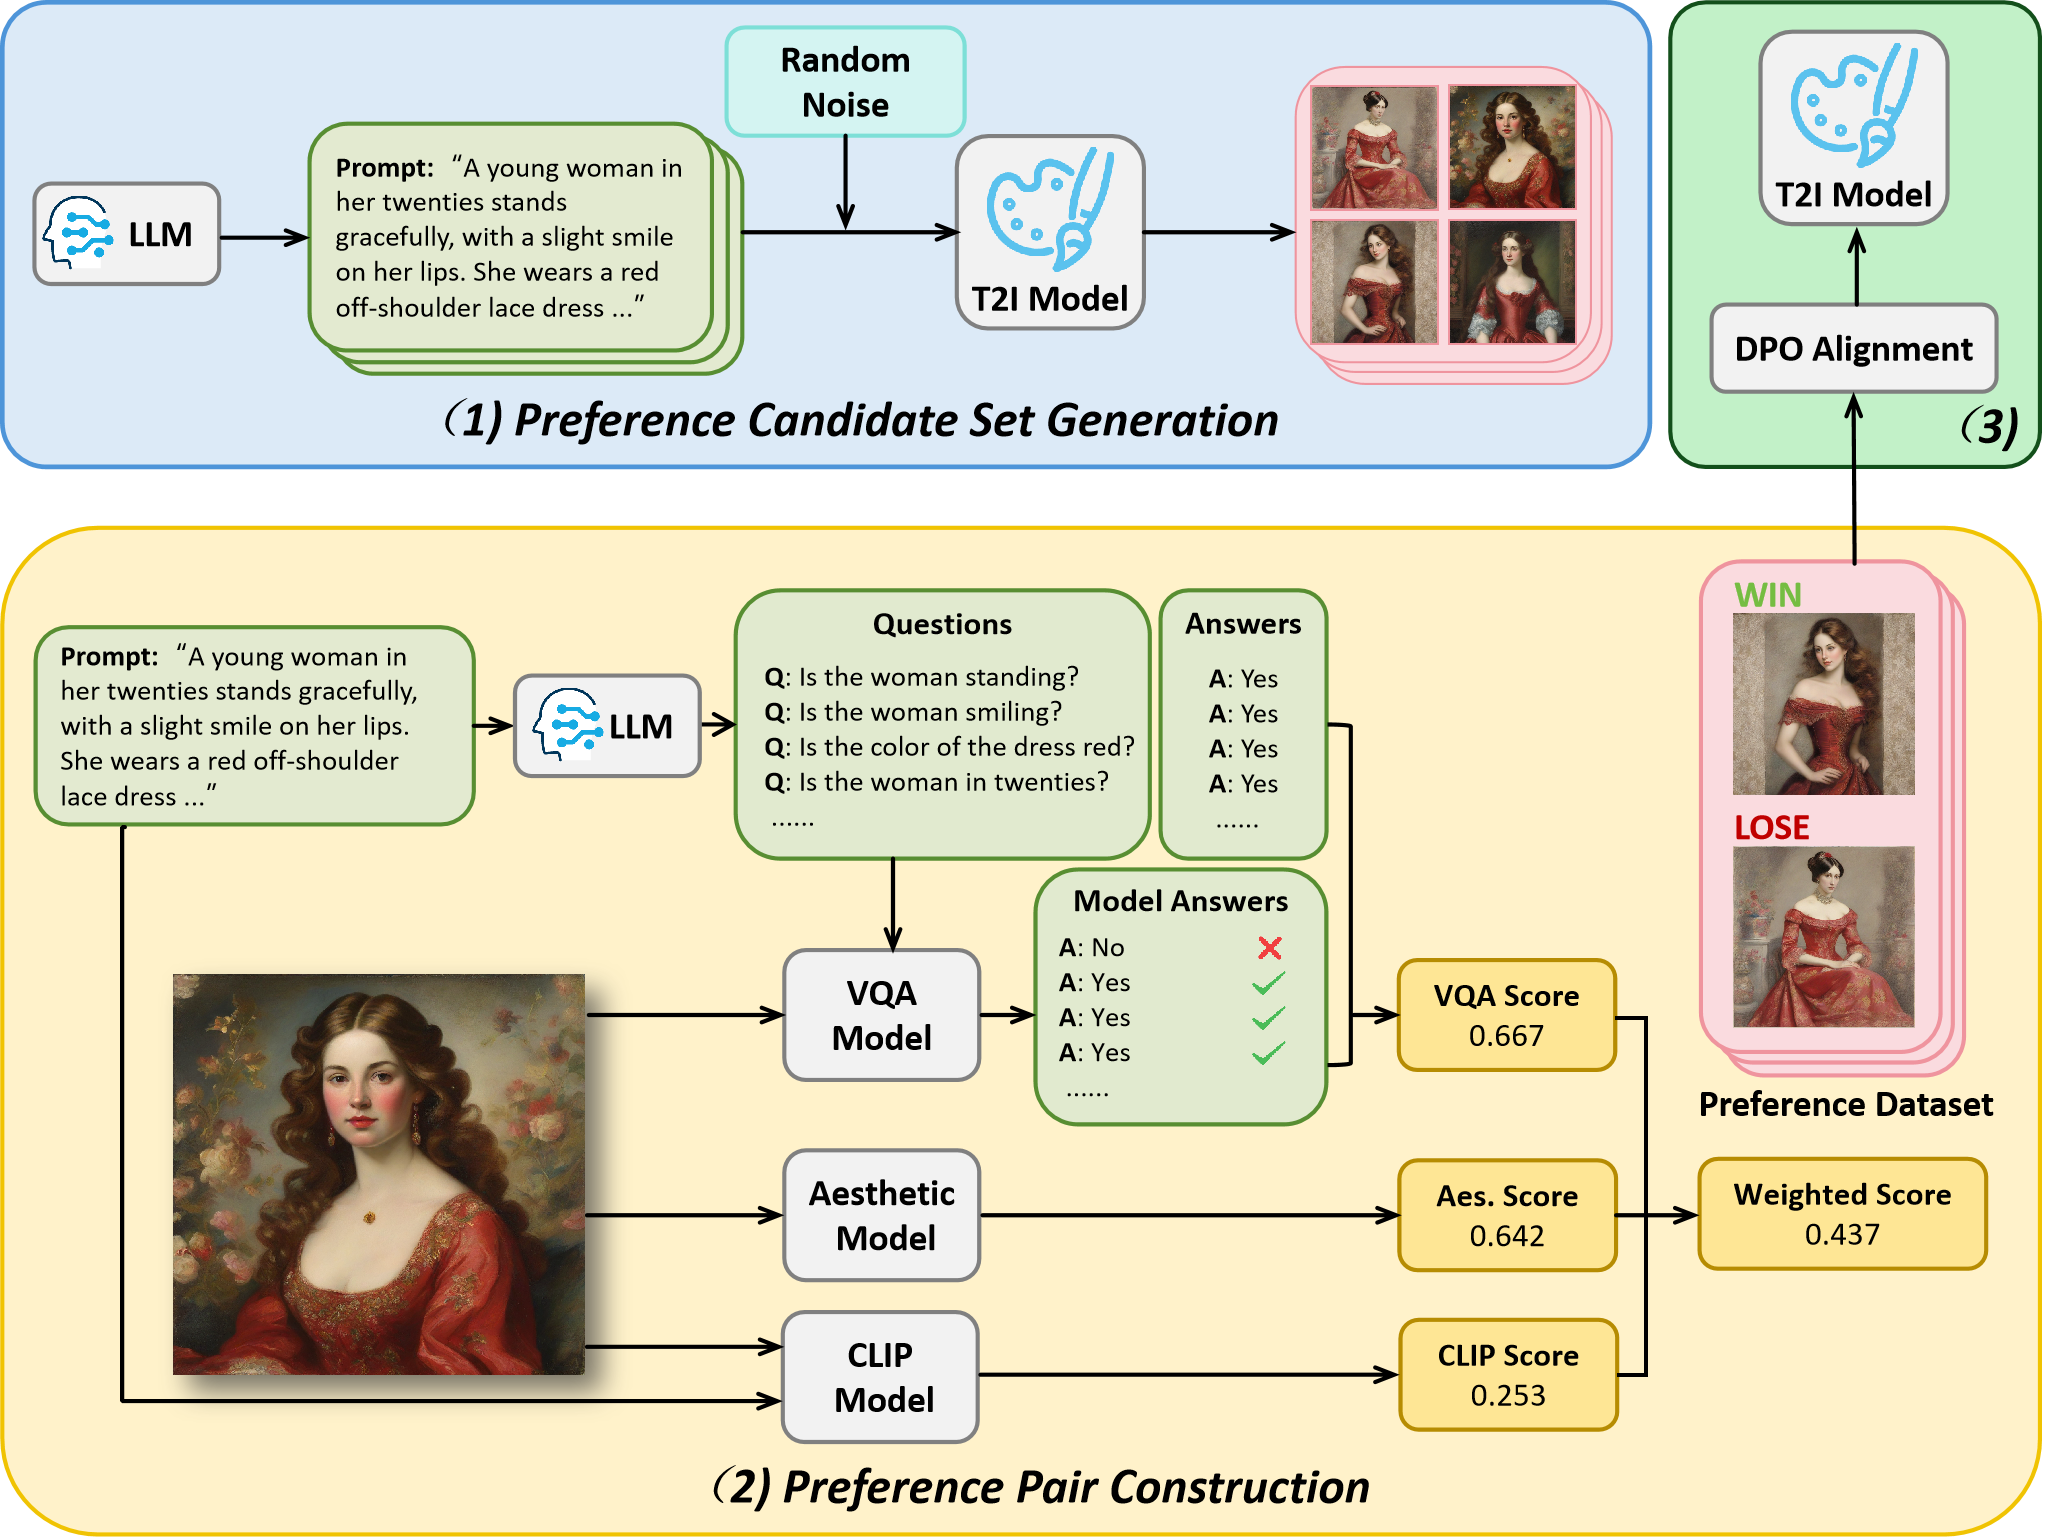 Random
Noise
LLM
Prompt: “A young woman in
her twenties stands
gracefully, with a slight smile
on her lips. She wears a red
off-shoulder lace dress ...”
T2I Model
(1) Preference Candidate Set Generation
T2I Model
DPO Alignment
(3)
Prompt: “A young woman in
her twenties stands gracefully,
with a slight smile on her lips.
She wears a red off-shoulder
lace dress ...”
LLM
Questions
Q: Is the woman standing?
Q: Is the woman smiling?
Q: Is the color of the dress red?
Q: Is the woman in twenties?
......
Answers
A: Yes
A: Yes
A: Yes
A: Yes
......
VQA
Model
Model Answers
A: No
A: Yes
A: Yes
A: Yes
......
VQA Score
0.667
Aesthetic
Model
Aes. Score
0.642
CLIP
Model
CLIP Score
0.253
Weighted Score
0.437
WIN
LOSE
Preference Dataset
(2) Preference Pair Construction